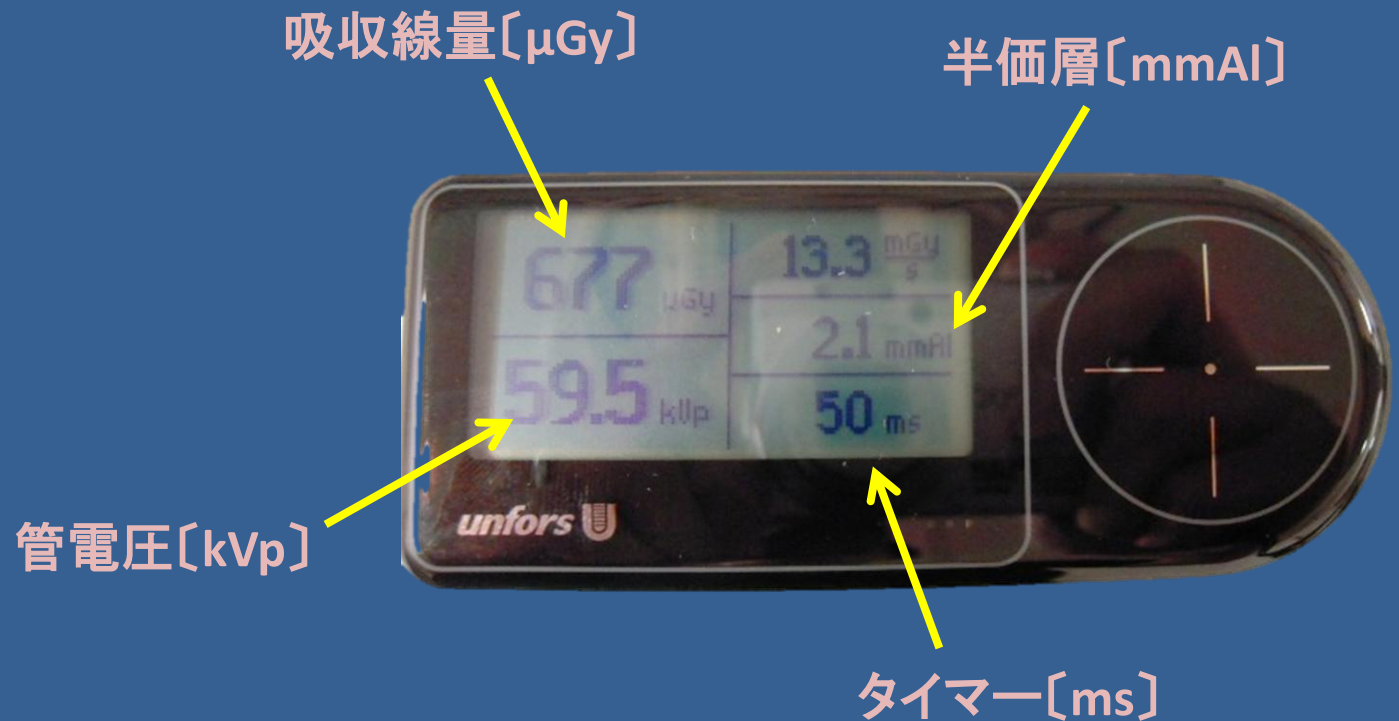 吸収線量〔μGy〕
半価層〔mmAl〕
677 μGy
13.3 mGy/s
2.1 mmAl
59.5 kVp
50 ms
unfors U
管電圧〔kVp〕
タイマー〔ms〕